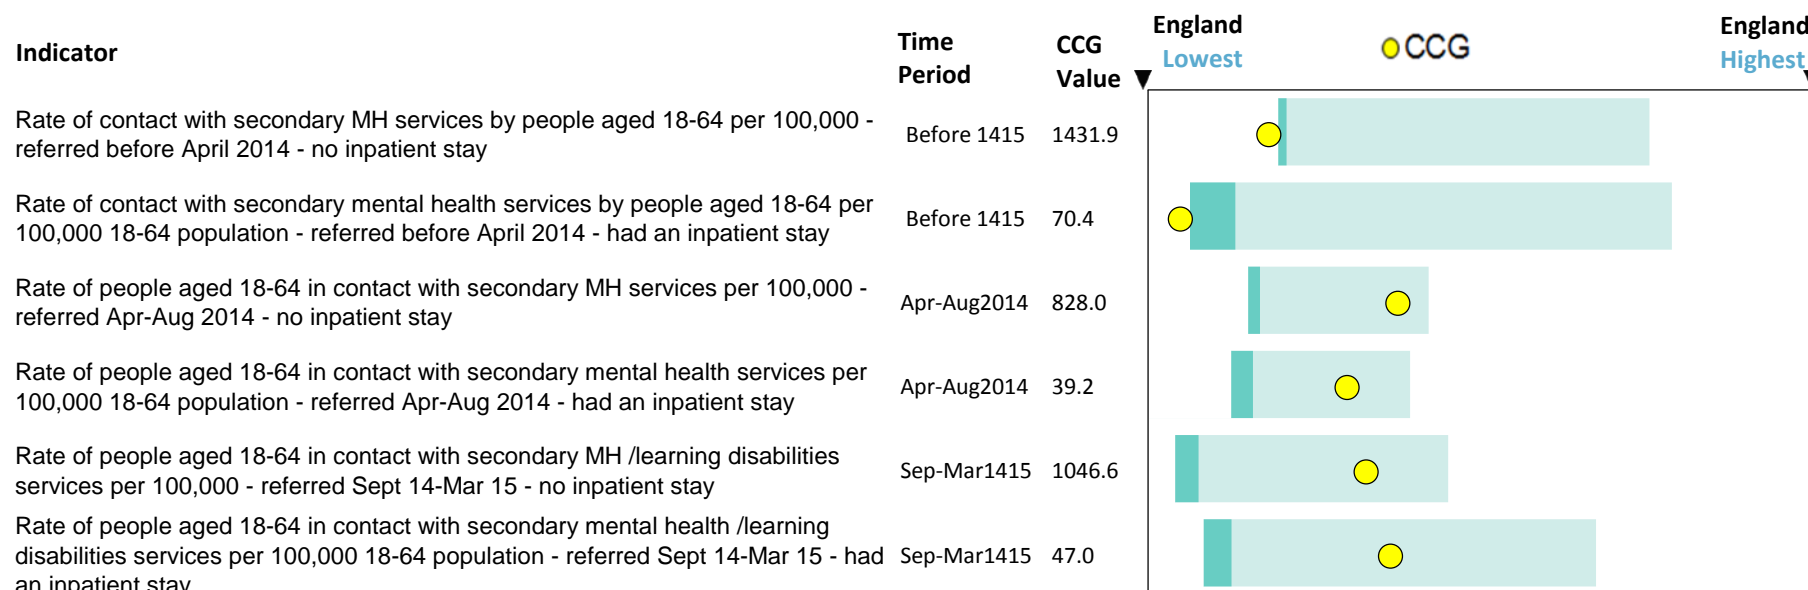 Indicator
Time
Period
CCG
Value
England
Lowest
CCG
England
Highest
Rate of contact with secondary MH services by people aged 18-64 per 100,000 -
referred before April 2014 - no inpatient stay
Before 1415
1431.9
Rate of contact with secondary mental health services by people aged 18-64 per
100,000 18-64 population - referred before April 2014 - had an inpatient stay
Before 1415
70.4
Rate of people aged 18-64 in contact with secondary MH services per 100,000 -
referred Apr-Aug 2014 - no inpatient stay
Apr-Aug2014
828.0
Rate of people aged 18-64 in contact with secondary mental health services per
100,000 18-64 population - referred Apr-Aug 2014 - had an inpatient stay
Apr-Aug2014
39.2
Rate of people aged 18-64 in contact with secondary MH /learning disabilities
services per 100,000 - referred Sept 14-Mar 15 - no inpatient stay
Sep-Mar1415
1046.6
Rate of people aged 18-64 in contact with secondary mental health /learning
disabilities services per 100,000 18-64 population - referred Sept 14-Mar 15 - had
an inpatient stay
Sep-Mar1415
47.0